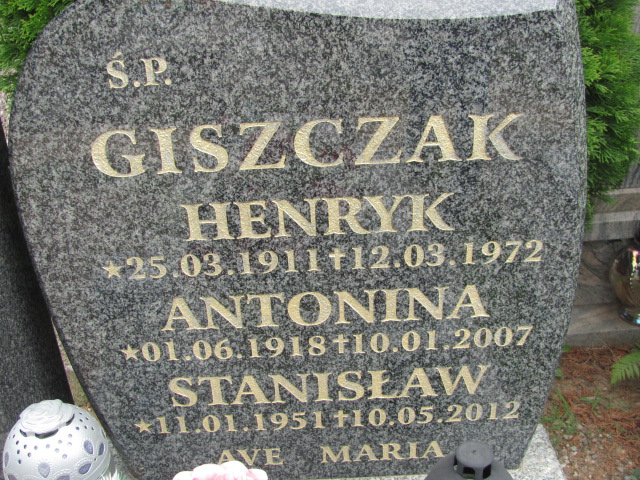 Ś.P.
GISZCZAK
HENRYK
★25.03.1911 ✝12.03.1972
ANTONINA
★01.06.1918 ✝10.01.2007
STANISŁAW
★11.01.1951 ✝10.05.2012
AVE MARIA